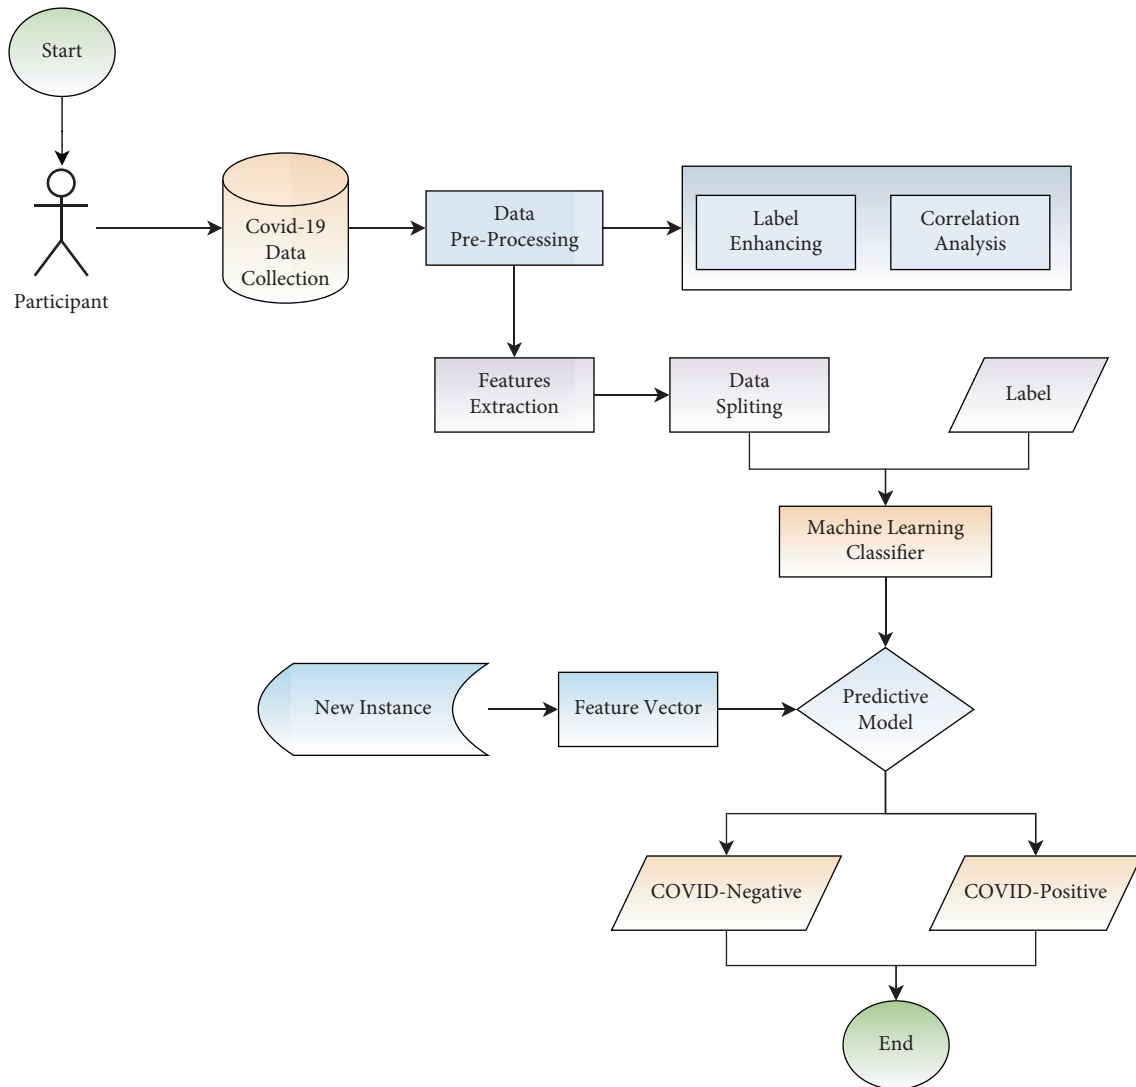 Start
Participant
Covid-19
Data
Collection
Data
Pre-Processing
Label
Enhancing
Correlation
Analysis
Features
Extraction
Data
Spliting
Label
Machine Learning
Classifier
New Instance
Feature Vector
Predictive
Model
COVID-Negative
COVID-Positive
End